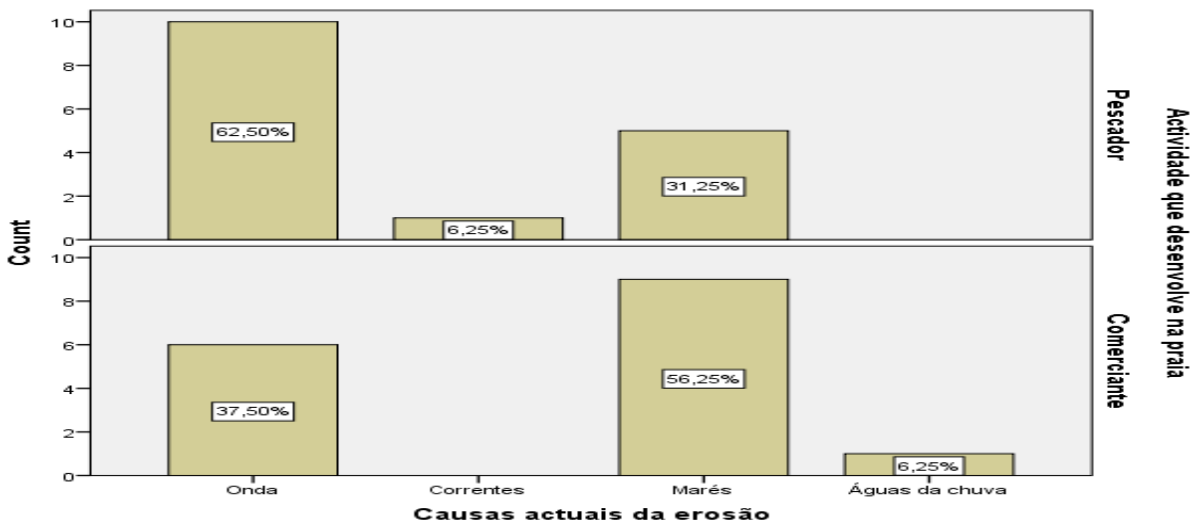 10
8
6
4
2
0
62,50%
6,25%
31,25%
Pescador
10
8
6
4
2
0
37,50%
56,25%
6,25%
Comerciante
Count
Actividade que desenvolve na praia
Onda
Correntes
Marés
Águas da chuva
Causas actuais da erosão